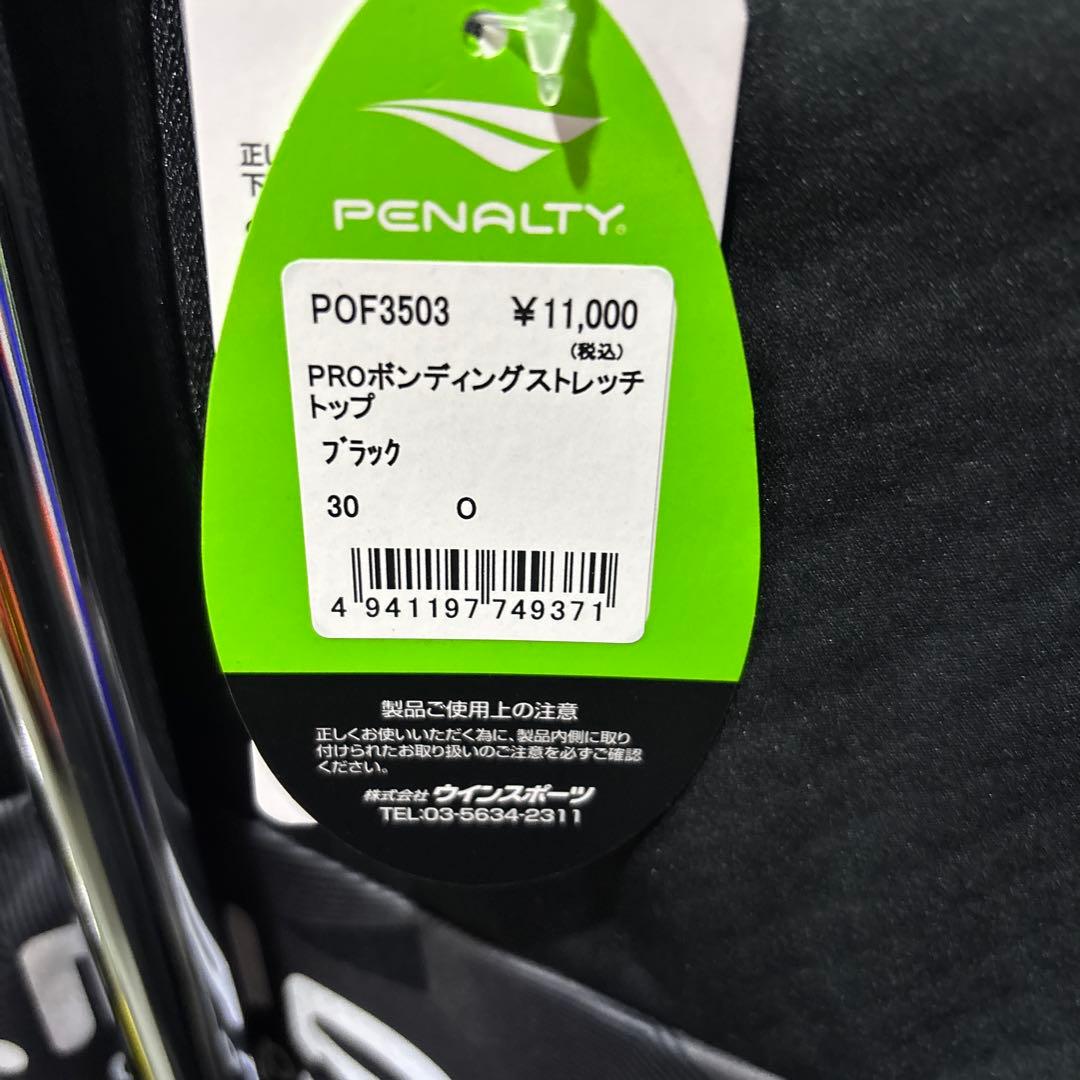 正し
下
PENALTY
POF3503 ¥11,000
(税込)
PROボンディングストレッチ
トップ
ブラック
30 O
4 941197 749371
製品ご使用上の注意
正しくお使いいただく為に、製品内側に取り
付けられたお取り扱いのご注意を必ずご確認
ください。
株式会社 ウインスポーツ
TEL:03-5634-2311